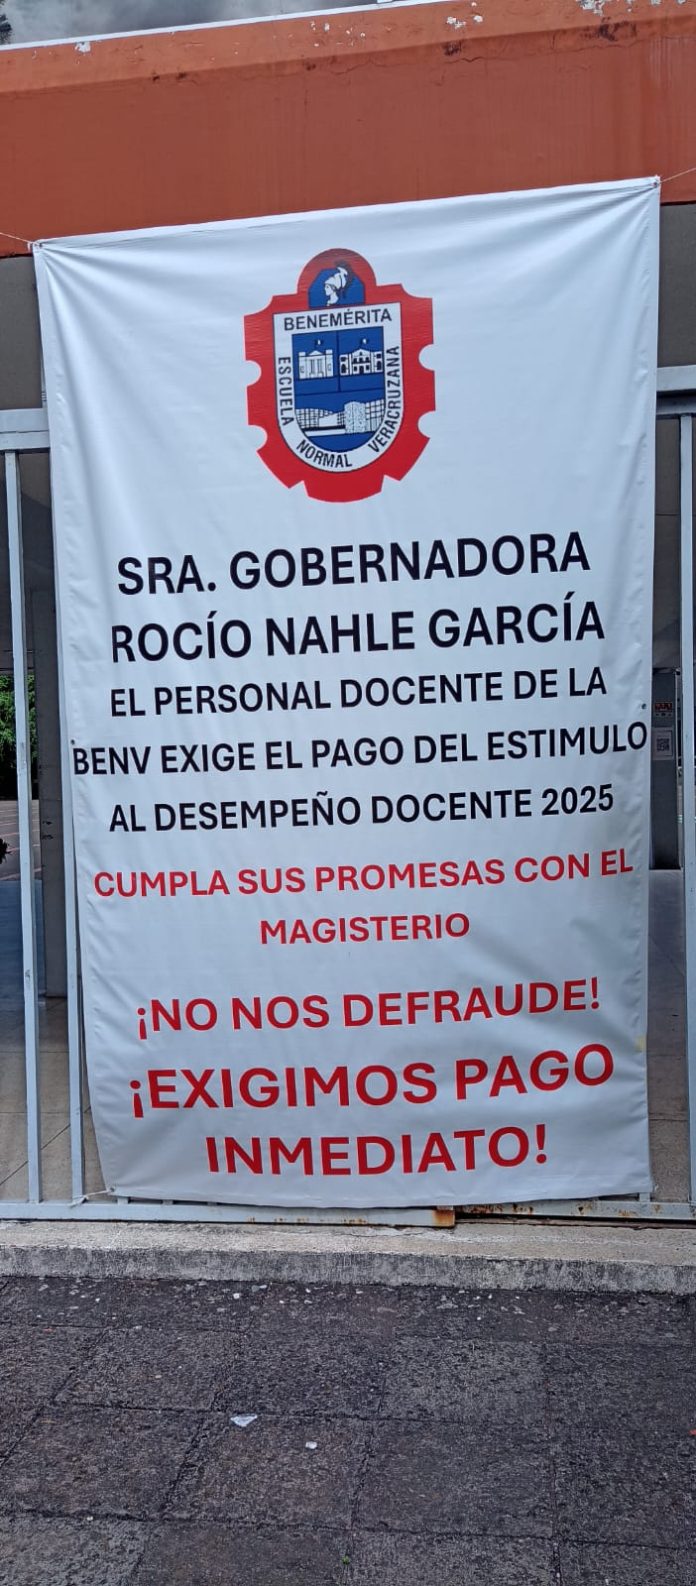 BENEMÉRITA
ESCUELA NORMAL VERACRUZANA
SRA. GOBERNADORA
ROCÍO NAHLE GARCÍA
EL PERSONAL DOCENTE DE LA
BENV EXIGE EL PAGO DEL ESTIMULO
AL DESEMPEÑO DOCENTE 2025
CUMPLA SUS PROMESAS CON EL
MAGISTERIO
¡NO NOS DEFRAUDE!
¡EXIGIMOS PAGO
INMEDIATO!